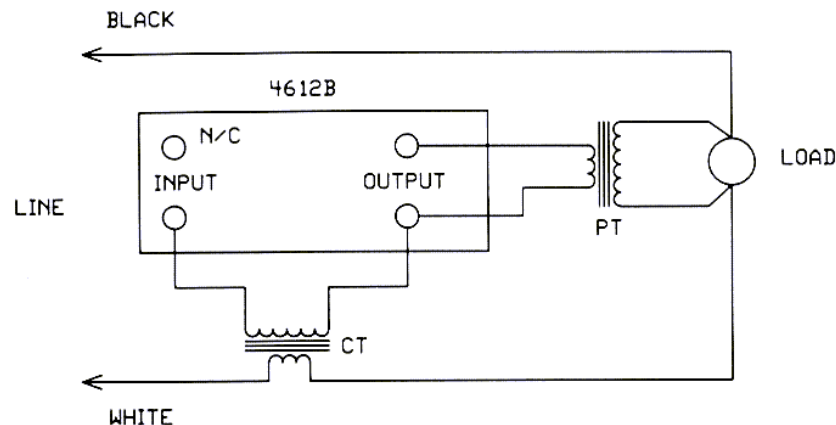 BLACK
4612B
N/C
INPUT
OUTPUT
LOAD
LINE
PT
CT
WHITE